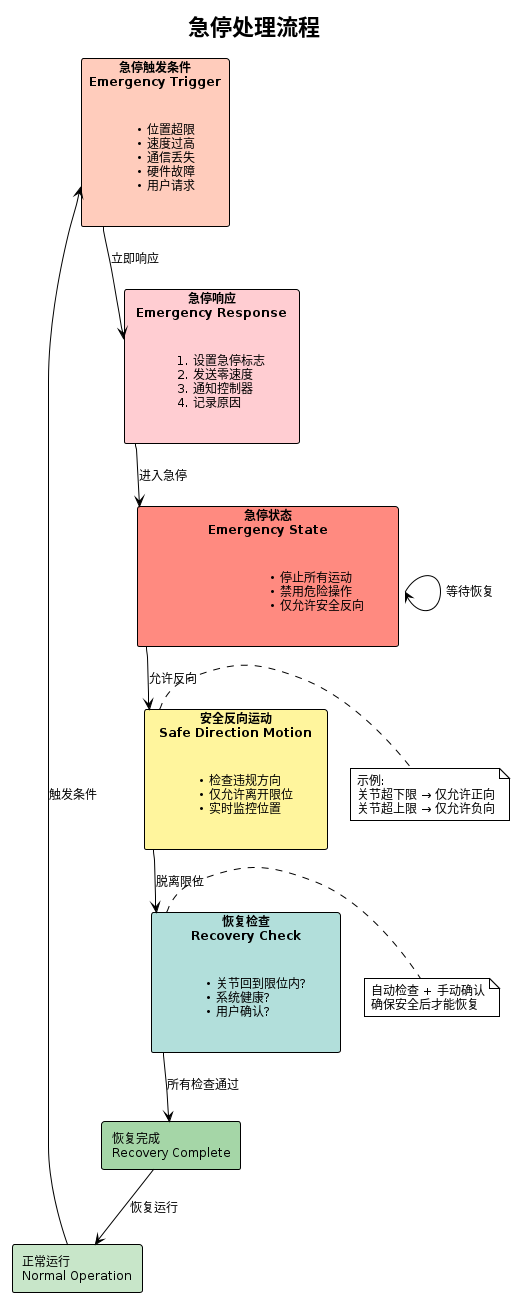 急停处理流程
急停触发条件
Emergency Trigger
• 位置超限
• 速度过高
• 通信丢失
• 硬件故障
• 用户请求
立即响应
急停响应
Emergency Response
1. 设置急停标志
2. 发送零速度
3. 通知控制器
4. 记录原因
进入急停
急停状态
Emergency State
• 停止所有运动
• 禁用危险操作
• 仅允许安全反向
等待恢复
允许反向
安全反向运动
Safe Direction Motion
• 检查违规方向
• 仅允许离开限位
• 实时监控位置
示例:
关节超下限 → 仅允许正向
关节超上限 → 仅允许负向
触发条件
脱离限位
恢复检查
Recovery Check
• 关节回到限位内?
• 系统健康?
• 用户确认?
自动检查 + 手动确认
确保安全后才能恢复
所有检查通过
恢复完成
Recovery Complete
恢复运行
正常运行
Normal Operation